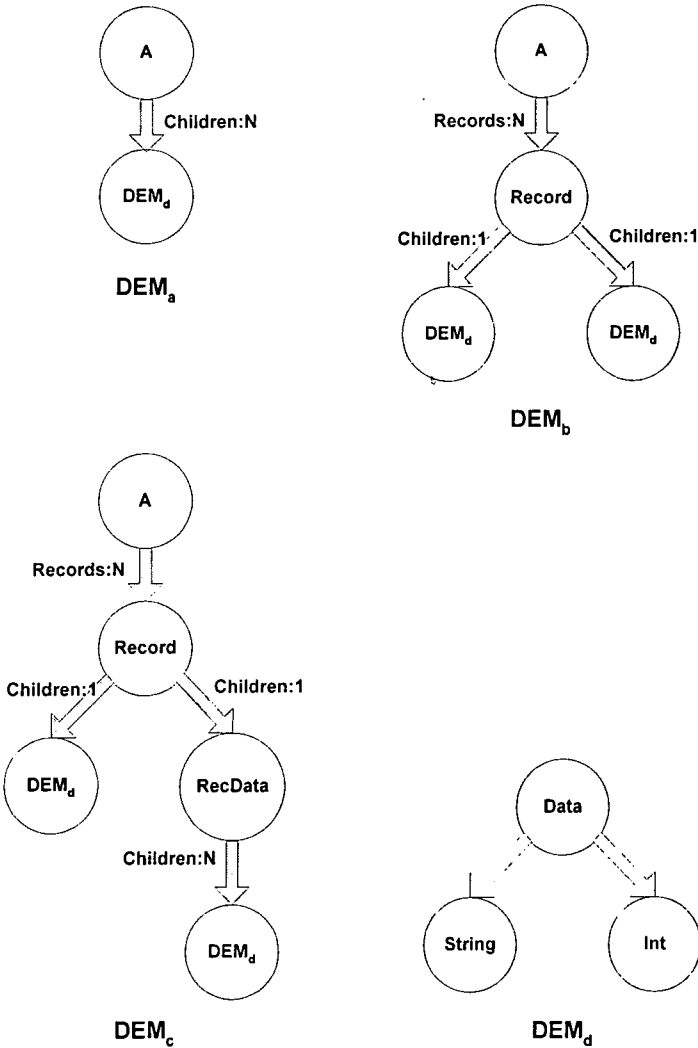 A
Children:N
DEMd
DEMa
A
Records:N
Record
Children:1
Children:1
DEMd
DEMd
DEMb
A
Records:N
Record
Children:1
Children:1
DEMd
RecData
Children:N
DEMd
DEMc
Data
String
Int
DEMd